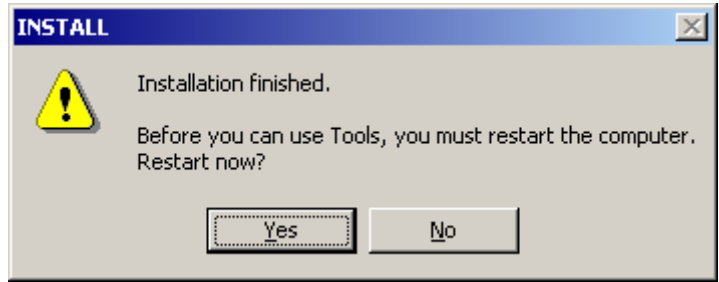 INSTALL
Installation finished.
Before you can use Tools, you must restart the computer.
Restart now?
Yes
No